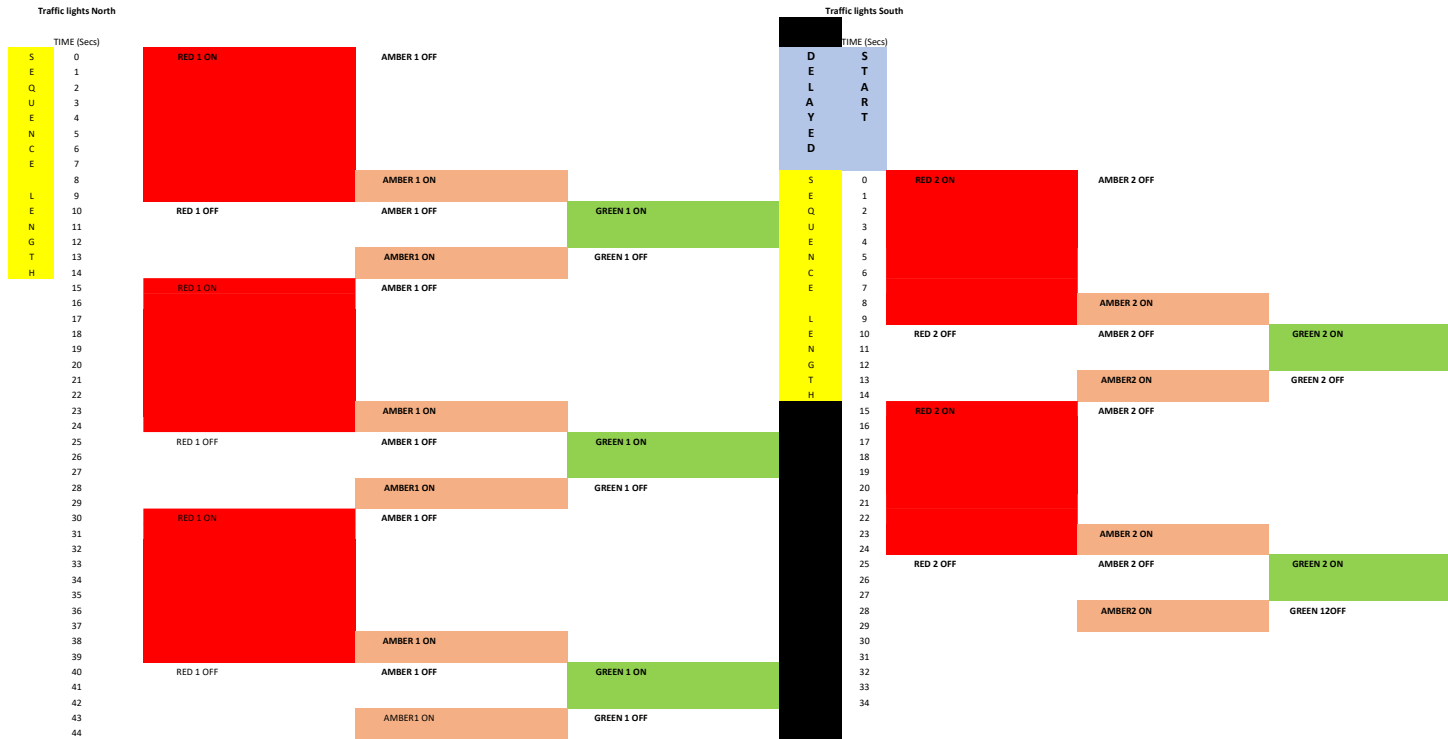 Traffic lights North Traffic lights South
TIME (Secs) TIME (Secs)
S 0 RED 1 ON AMBER 1 OFF D S
E 1 E T
Q 2 L A
U 3 A R
E 4 Y T
N 5 E
C 6 D
E 7
8 AMBER 1 ON S 0 RED 2 ON AMBER 2 OFF
L 9 E 1
E 10 RED 1 OFF AMBER 1 OFF GREEN 1 ON Q 2
N 11 U 3
G 12 E 4
T 13 AMBER1 ON GREEN 1 OFF N 5
H 14 C 6
15 RED 1 ON AMBER 1 OFF E 7
16 8 AMBER 2 ON
17 L 9
18 E 10 RED 2 OFF AMBER 2 OFF GREEN 2 ON
19 N 11
20 G 12
21 T 13 AMBER2 ON GREEN 2 OFF
22 H 14
23 AMBER 1 ON 15 RED 2 ON AMBER 2 OFF
24 16
25 RED 1 OFF AMBER 1 OFF GREEN 1 ON 17
26 18
27 19
28 AMBER1 ON GREEN 1 OFF 20
29 21
30 RED 1 ON AMBER 1 OFF 22
31 23 AMBER 2 ON
32 24
33 25 RED 2 OFF AMBER 2 OFF GREEN 2 ON
34 26
35 27
36 28 AMBER2 ON GREEN 12OFF
37 29
38 AMBER 1 ON 30
39 31
40 RED 1 OFF AMBER 1 OFF GREEN 1 ON 32
41 33
42 34
43 AMBER1 ON GREEN 1 OFF
44